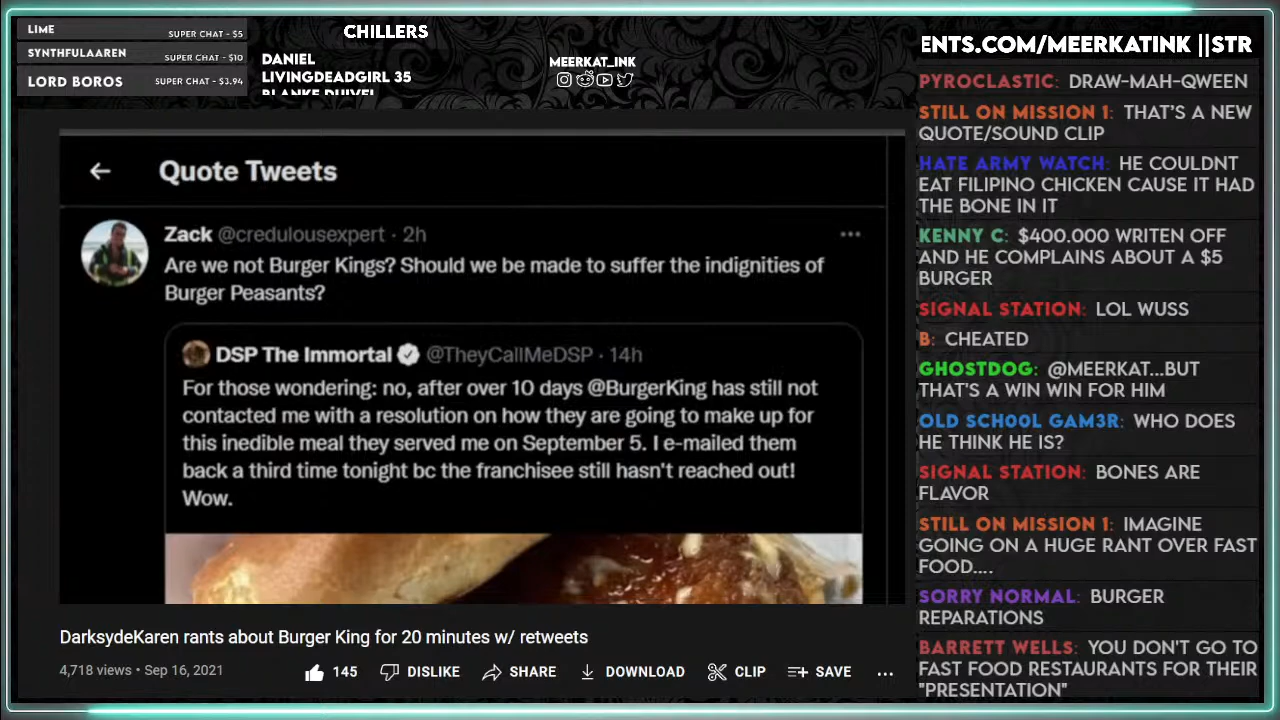 LIME
SUPER CHAT - $5
SYNTHFULAAREN
SUPER CHAT - $10
LORD BOROS
SUPER CHAT - $3.94
CHILLERS
DANIEL
LIVINGDEADGIRL 35
BLANKE DUIVEL
MEERKAT_INK
ENTS.COM/MEERKATINK ||STR
Quote Tweets
Zack @credulousexpert · 2h
Are we not Burger Kings? Should we be made to suffer the indignities of
Burger Peasants?
DSP The Immortal @TheyCallMeDSP · 14h
For those wondering: no, after over 10 days @BurgerKing has still not
contacted me with a resolution on how they are going to make up for
this inedible meal they served me on September 5. I e-mailed them
back a third time tonight bc the franchisee still hasn't reached out!
Wow.
DarksydeKaren rants about Burger King for 20 minutes w/ retweets
4,718 views • Sep 16, 2021
145
DISLIKE
SHARE
DOWNLOAD
CLIP
SAVE
PYROCLASTIC: DRAW-MAH-QWEEN
STILL ON MISSION 1: THAT'S A NEW
QUOTE/SOUND CLIP
HATE ARMY WATCH: HE COULDNT
EAT FILIPINO CHICKEN CAUSE IT HAD
THE BONE IN IT
KENNY C: $400.000 WRITEN OFF
AND HE COMPLAINS ABOUT A $5
BURGER
SIGNAL STATION: LOL WUSS
B: CHEATED
GHOSTDOG: @MEERKAT...BUT
THAT'S A WIN WIN FOR HIM
OLD SCH00L GAM3R: WHO DOES
HE THINK HE IS?
SIGNAL STATION: BONES ARE
FLAVOR
STILL ON MISSION 1: IMAGINE
GOING ON A HUGE RANT OVER FAST
FOOD....
SORRY NORMAL: BURGER
REPARATIONS
BARRETT WELLS: YOU DON'T GO TO
FAST FOOD RESTAURANTS FOR THEIR
"PRESENTATION"